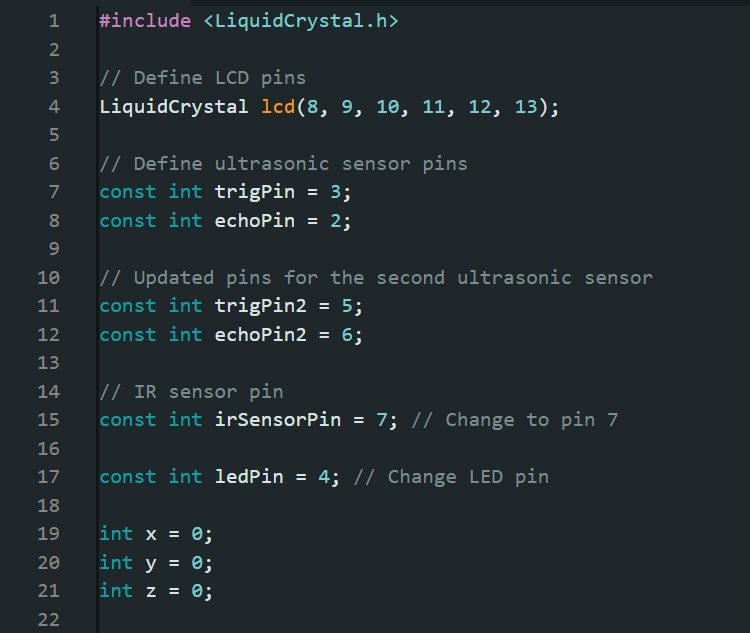 1 #include <LiquidCrystal.h>
2
3 // Define LCD pins
4 LiquidCrystal lcd(8, 9, 10, 11, 12, 13);
5
6 // Define ultrasonic sensor pins
7 const int trigPin = 3;
8 const int echoPin = 2;
9
10 // Updated pins for the second ultrasonic sensor
11 const int trigPin2 = 5;
12 const int echoPin2 = 6;
13
14 // IR sensor pin
15 const int irSensorPin = 7; // Change to pin 7
16
17 const int ledPin = 4; // Change LED pin
18
19 int x = 0;
20 int y = 0;
21 int z = 0;
22